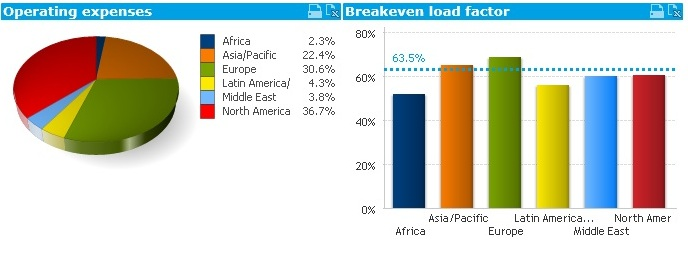 Operating expenses
Africa 2.3%
Asia/Pacific 22.4%
Europe 30.6%
Latin America/ 4.3%
Middle East 3.8%
North America 36.7%
Breakeven load factor
80%
63.5%
60%
40%
20%
0%
Asia/Pacific Latin America... North Amer
Africa Europe Middle East